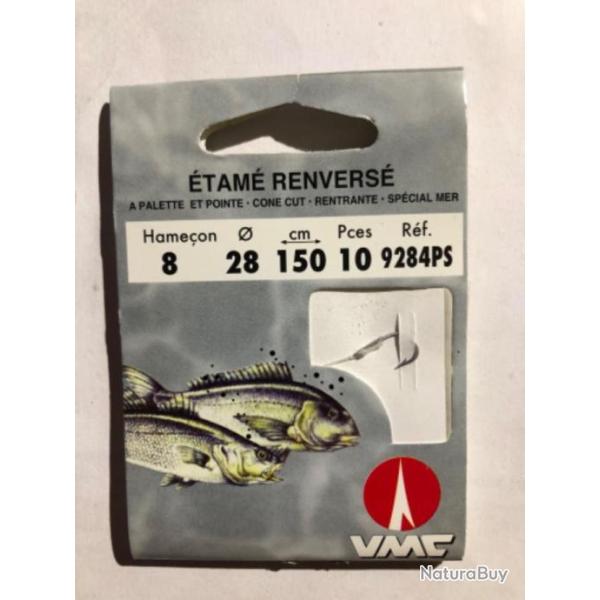 ÉTAMÉ RENVERSÉ
A PALETTE ET POINTE · CONE CUT · RENTRANTE · SPÉCIAL MER
Hameçon Ø cm Pces Réf.
8 28 150 10 9284PS
VMC
NaturaBuy